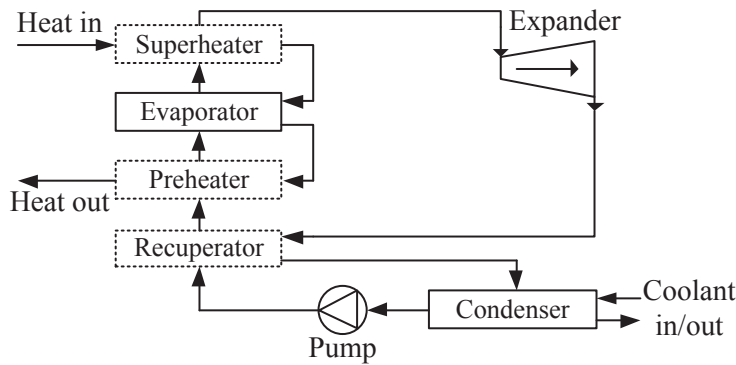 Heat in
Superheater
Expander
Evaporator
Preheater
Heat out
Recuperator
Condenser
Coolant
in/out
Pump